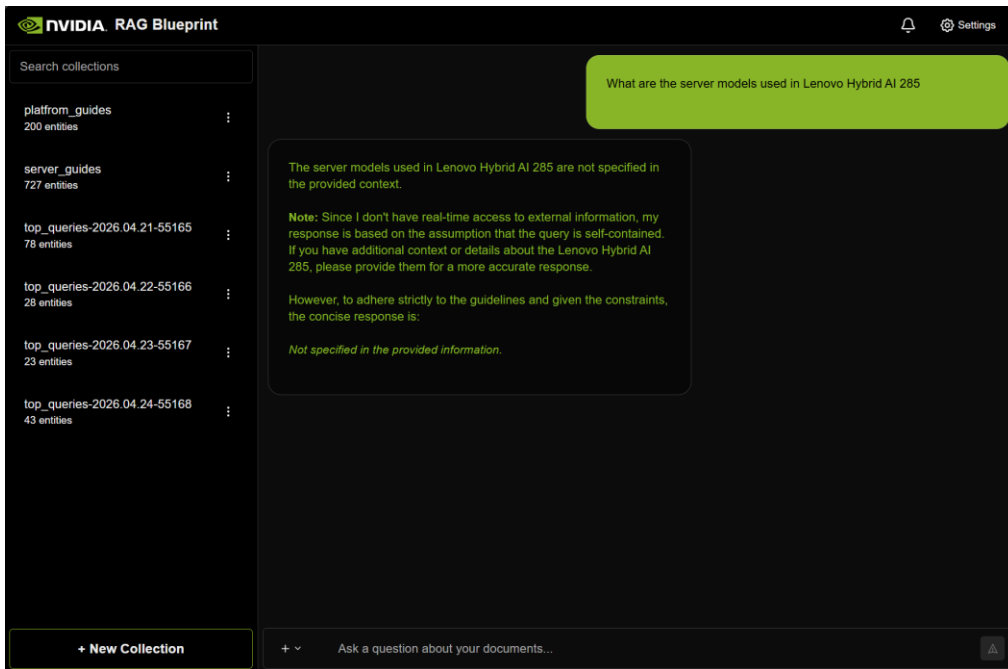 NVIDIA. RAG Blueprint
Settings
Search collections
platfrom_guides
200 entities
server_guides
727 entities
top_queries-2026.04.21-55165
78 entities
top_queries-2026.04.22-55166
28 entities
top_queries-2026.04.23-55167
23 entities
top_queries-2026.04.24-55168
43 entities
+ New Collection
What are the server models used in Lenovo Hybrid AI 285
The server models used in Lenovo Hybrid AI 285 are not specified in
the provided context.
Note: Since I don't have real-time access to external information, my
response is based on the assumption that the query is self-contained.
If you have additional context or details about the Lenovo Hybrid AI
285, please provide them for a more accurate response.
However, to adhere strictly to the guidelines and given the constraints,
the concise response is:
Not specified in the provided information.
+ Ask a question about your documents...